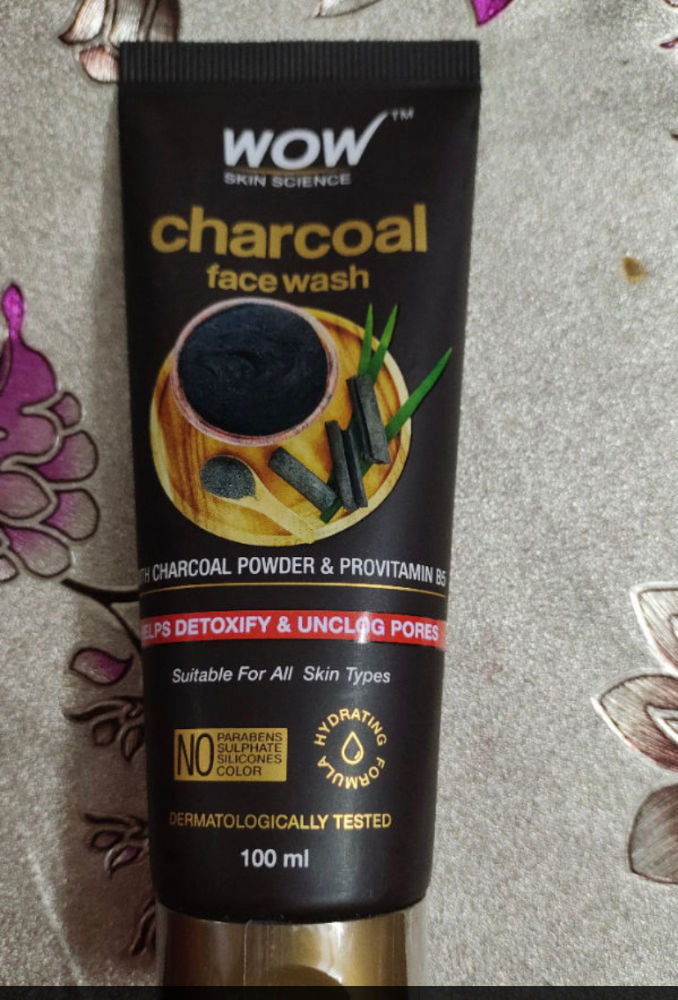 WOW™
SKIN SCIENCE
charcoal
face wash
CHARCOAL POWDER & PROVITAMIN B5
DETOXIFY & UNCLOG PORES
Suitable For All Skin Types
NO PARABENS
SULPHATE
SILICONES
COLOR
HYDRATING
FORMULA
DERMATOLOGICALLY TESTED
100 ml